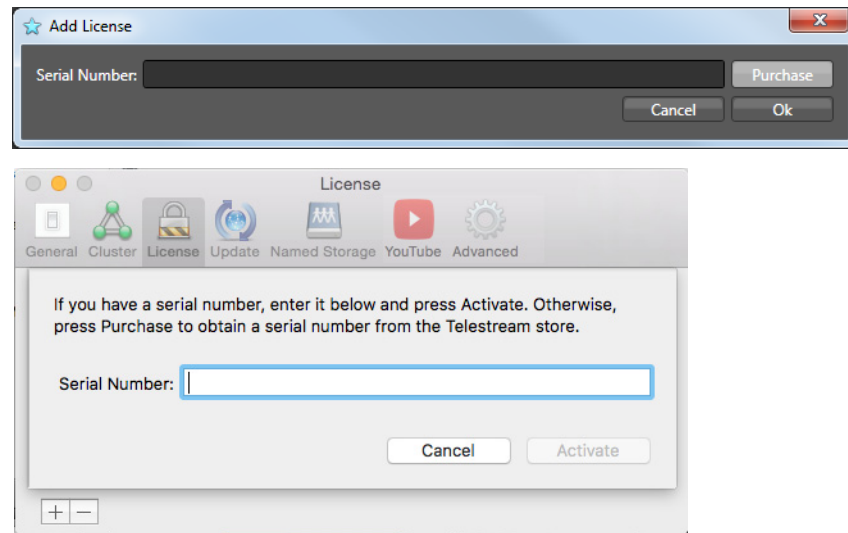 Add License
Serial Number:
Purchase
Cancel
Ok
License
General
Cluster
License
Update
Named Storage
YouTube
Advanced
If you have a serial number, enter it below and press Activate. Otherwise,
press Purchase to obtain a serial number from the Telestream store.
Serial Number:
Cancel
Activate